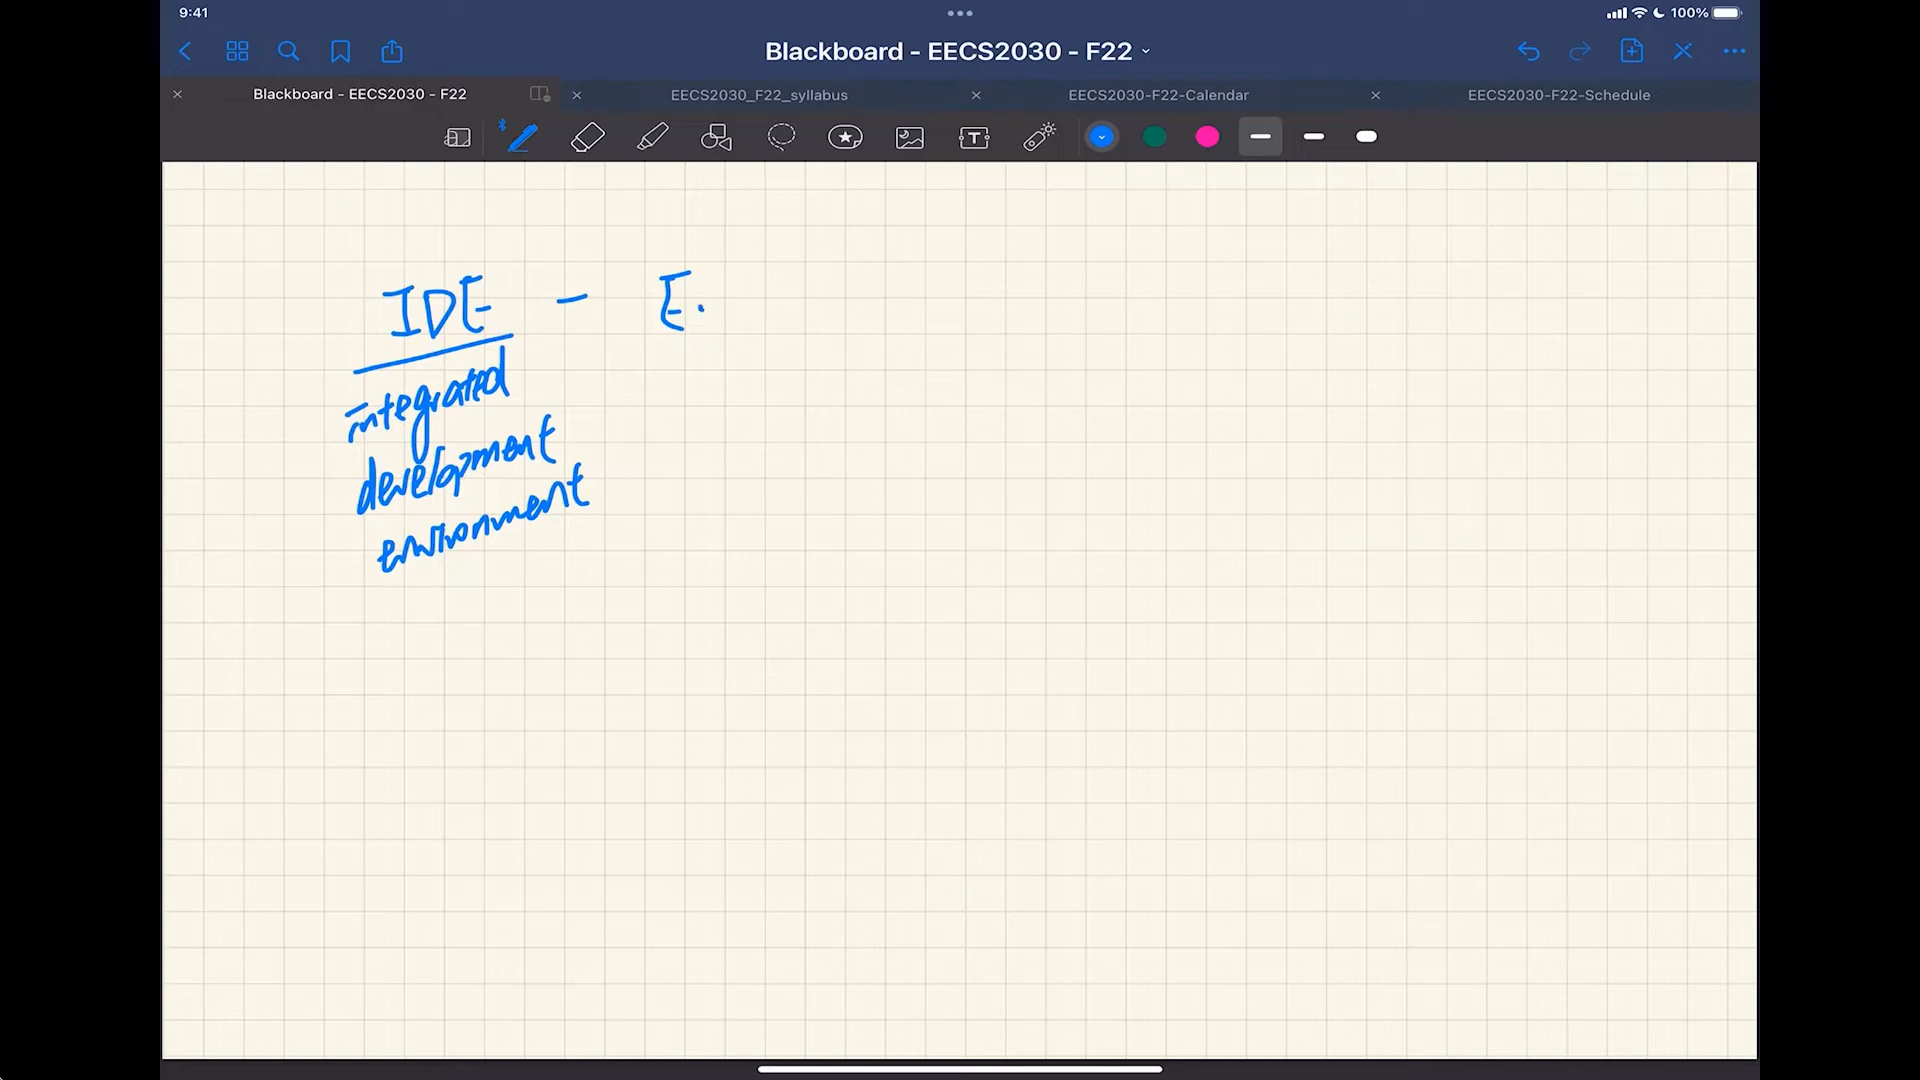 9:41
100%
Blackboard - EECS2030 - F22
Blackboard - EECS2030 - F22
EECS2030_F22_syllabus
EECS2030-F22-Calendar
EECS2030-F22-Schedule
T
IDE - E.
integrated
development
environment